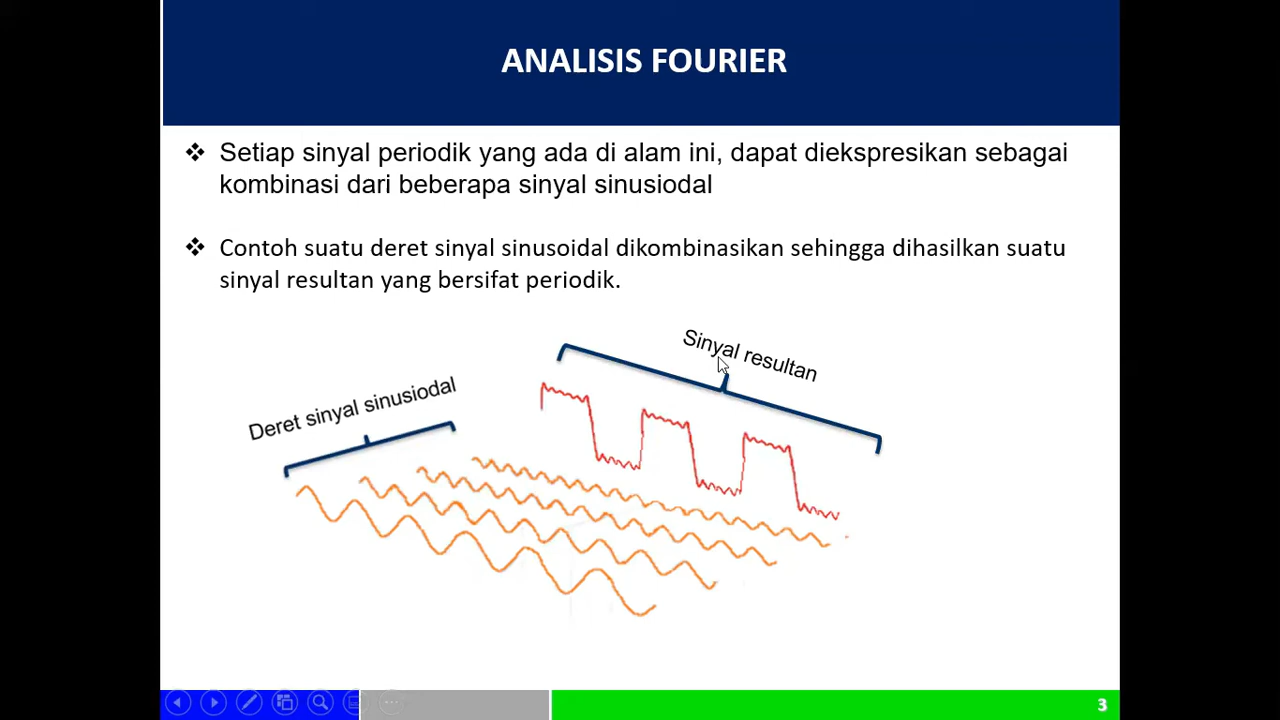 ANALISIS FOURIER
❖ Setiap sinyal periodik yang ada di alam ini, dapat diekspresikan sebagai
kombinasi dari beberapa sinyal sinusiodal
❖ Contoh suatu deret sinyal sinusoidal dikombinasikan sehingga dihasilkan suatu
sinyal resultan yang bersifat periodik.
Sinyal resultan
Deret sinyal sinusiodal
3